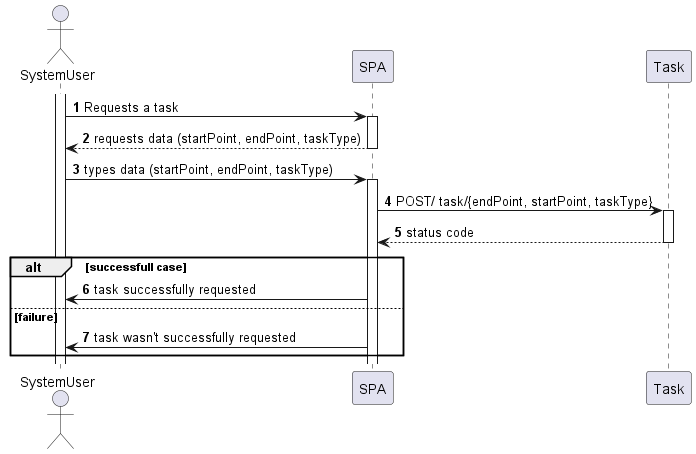 SystemUser
SPA
Task
1 Requests a task
2 requests data (startPoint, endPoint, taskType)
3 types data (startPoint, endPoint, taskType)
4 POST/ task/{endPoint, startPoint, taskType}
5 status code
alt [successfull case]
6 task successfully requested
[failure]
7 task wasn't successfully requested
SystemUser
SPA
Task